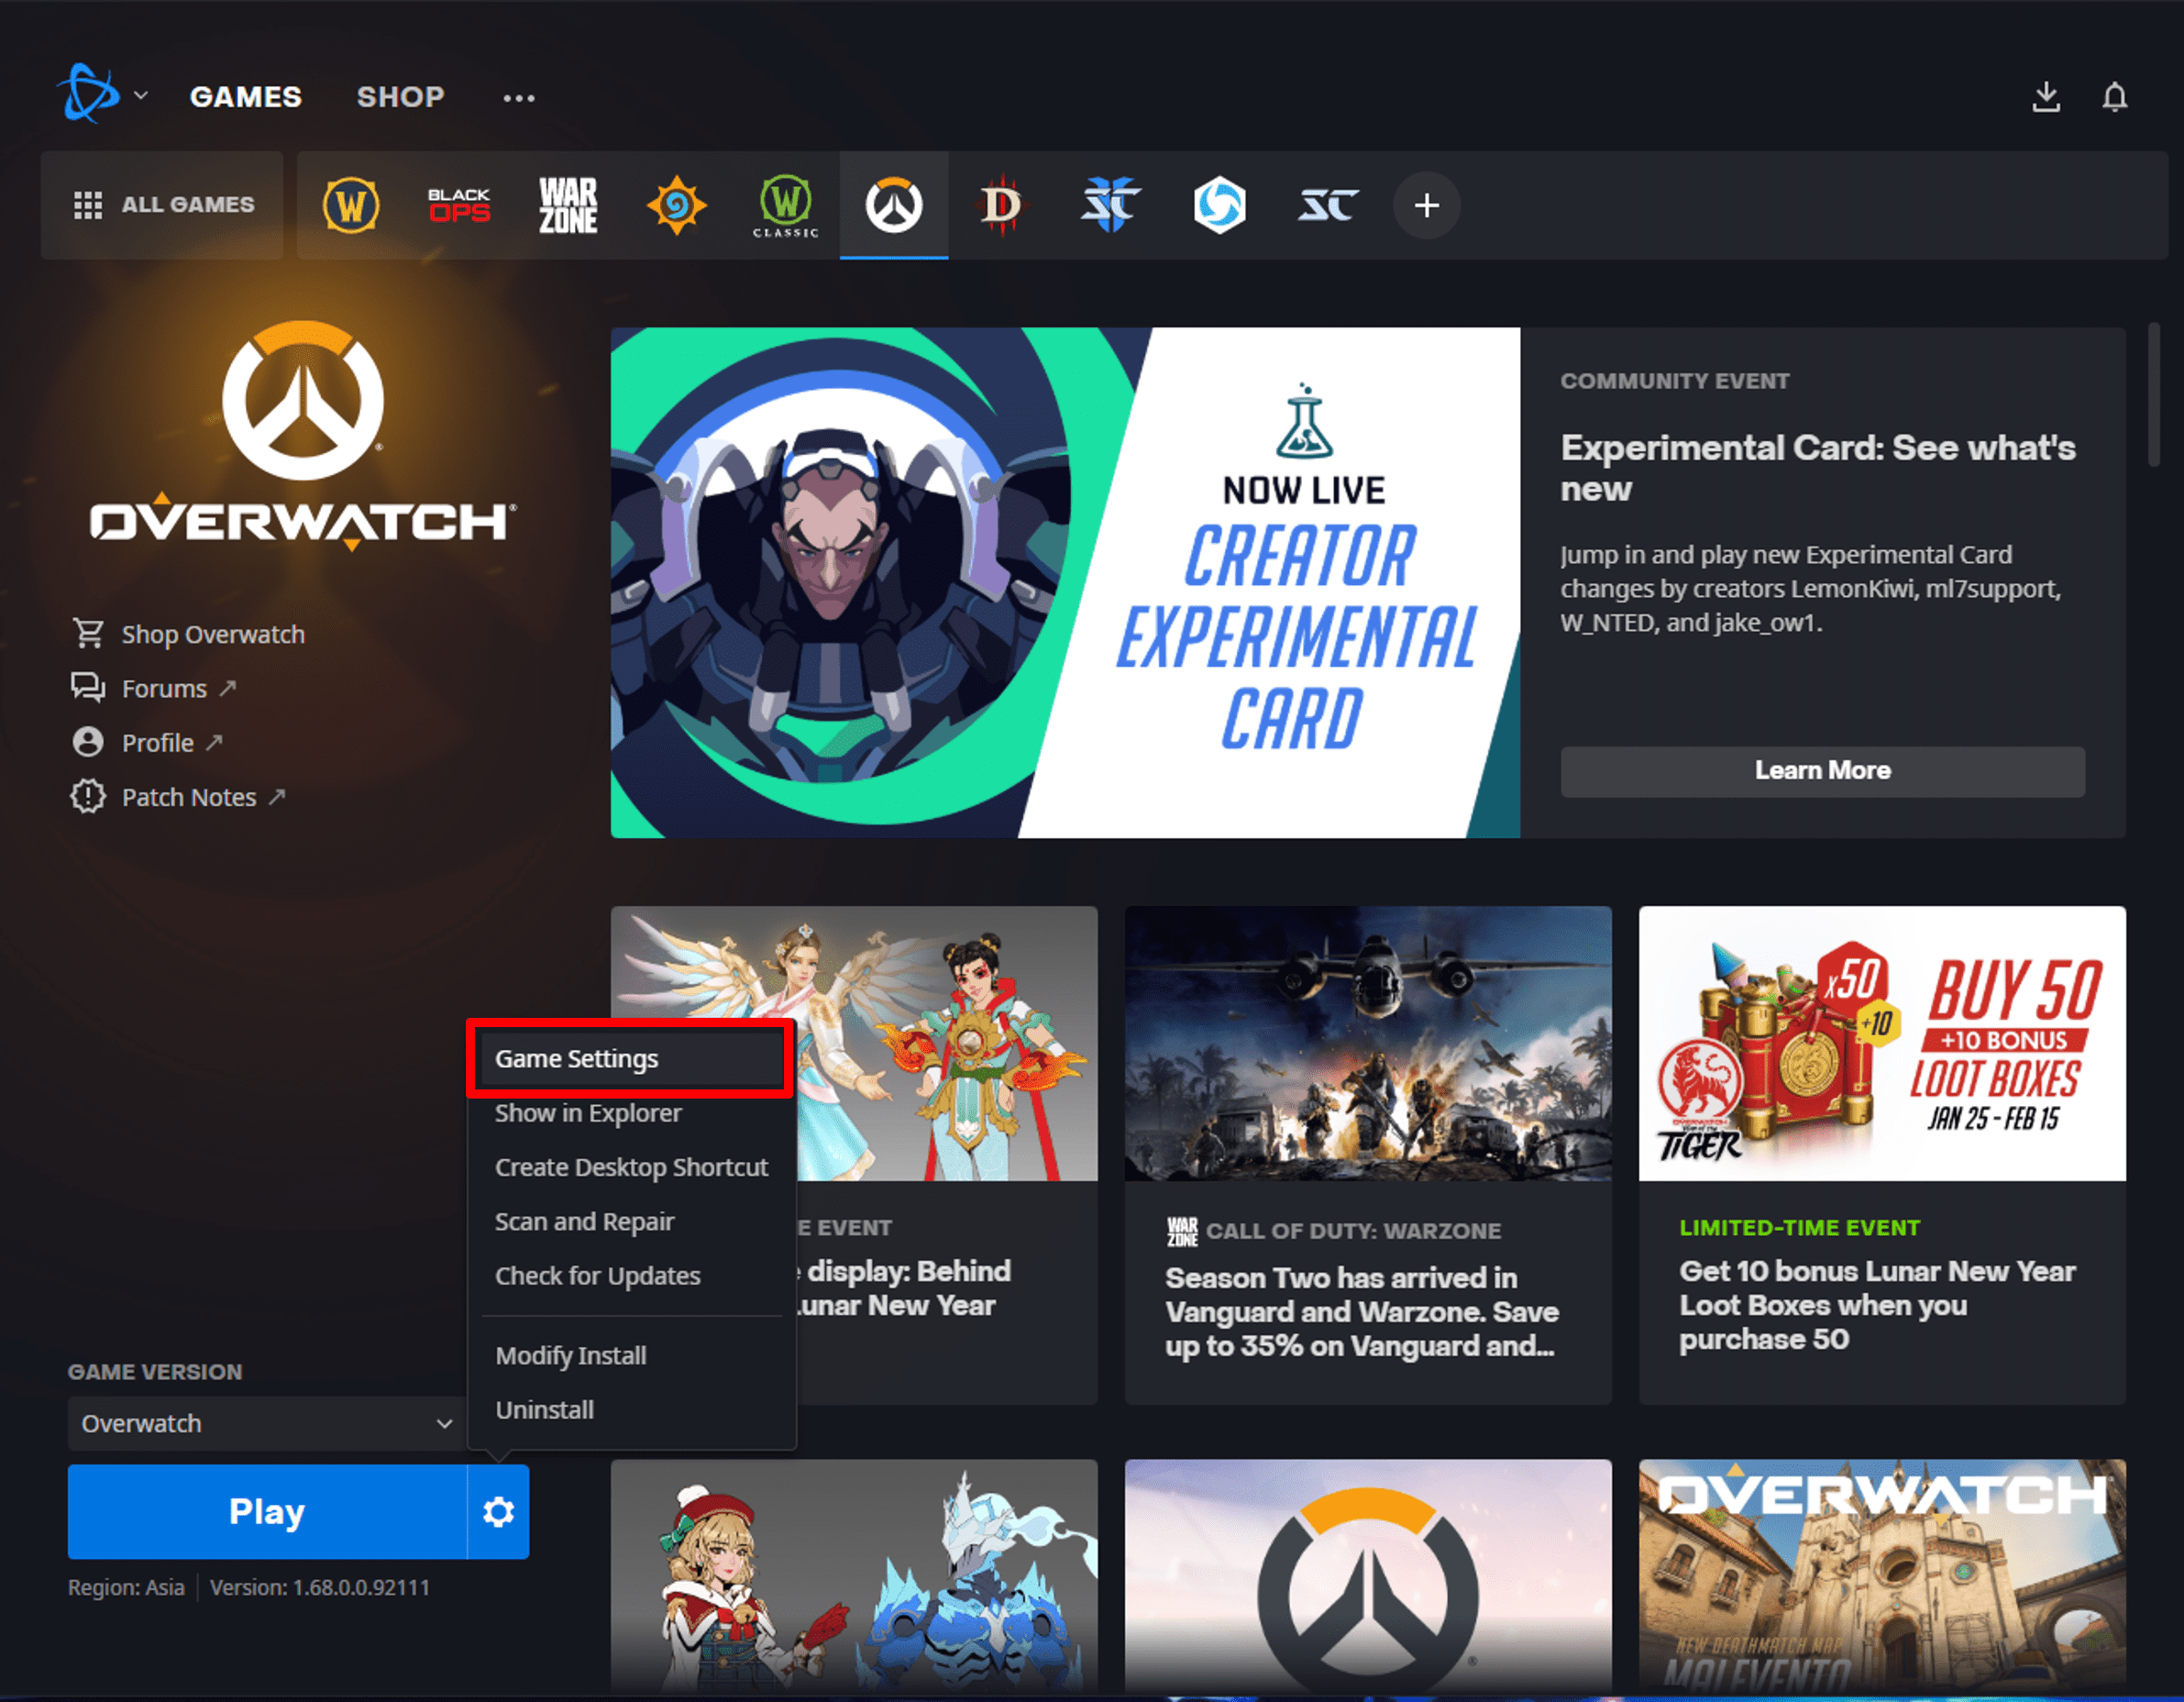 GAMES
SHOP
ALL GAMES
W
BLACK
OPS
WAR
ZONE
W
CLASSIC
D
SC
SC
OVERWATCH®
Shop Overwatch
Forums
Profile
Patch Notes
NOW LIVE
CREATOR
EXPERIMENTAL
CARD
COMMUNITY EVENT
Experimental Card: See what's
new
Jump in and play new Experimental Card
changes by creators LemonKiwi, ml7support,
W_NTED, and jake_ow1.
Learn More
Game Settings
Show in Explorer
Create Desktop Shortcut
Scan and Repair
Check for Updates
Modify Install
Uninstall
E EVENT
display: Behind
Lunar New Year
WAR
ZONE
CALL OF DUTY: WARZONE
Season Two has arrived in
Vanguard and Warzone. Save
up to 35% on Vanguard and...
x50
+10
BUY 50
+10 BONUS
LOOT BOXES
JAN 25 - FEB 15
OVERWATCH
TIGER
LIMITED-TIME EVENT
Get 10 bonus Lunar New Year
Loot Boxes when you
purchase 50
GAME VERSION
Overwatch
Play
Region: Asia
Version: 1.68.0.0.92111
OVERWATCH
NEW DEATHMATCH MAP
MALEVENTO